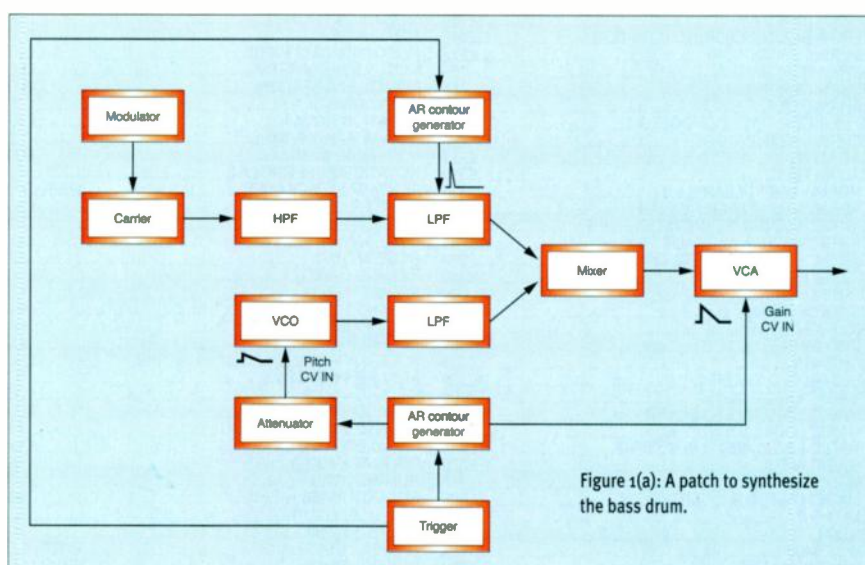 AR contour
generator
Modulator
Carrier
HPF
LPF
Mixer
VCA
VCO
LPF
Gain
CV IN
Pitch
CV IN
Attenuator
AR contour
generator
Trigger
Figure 1(a): A patch to synthesize
the bass drum.